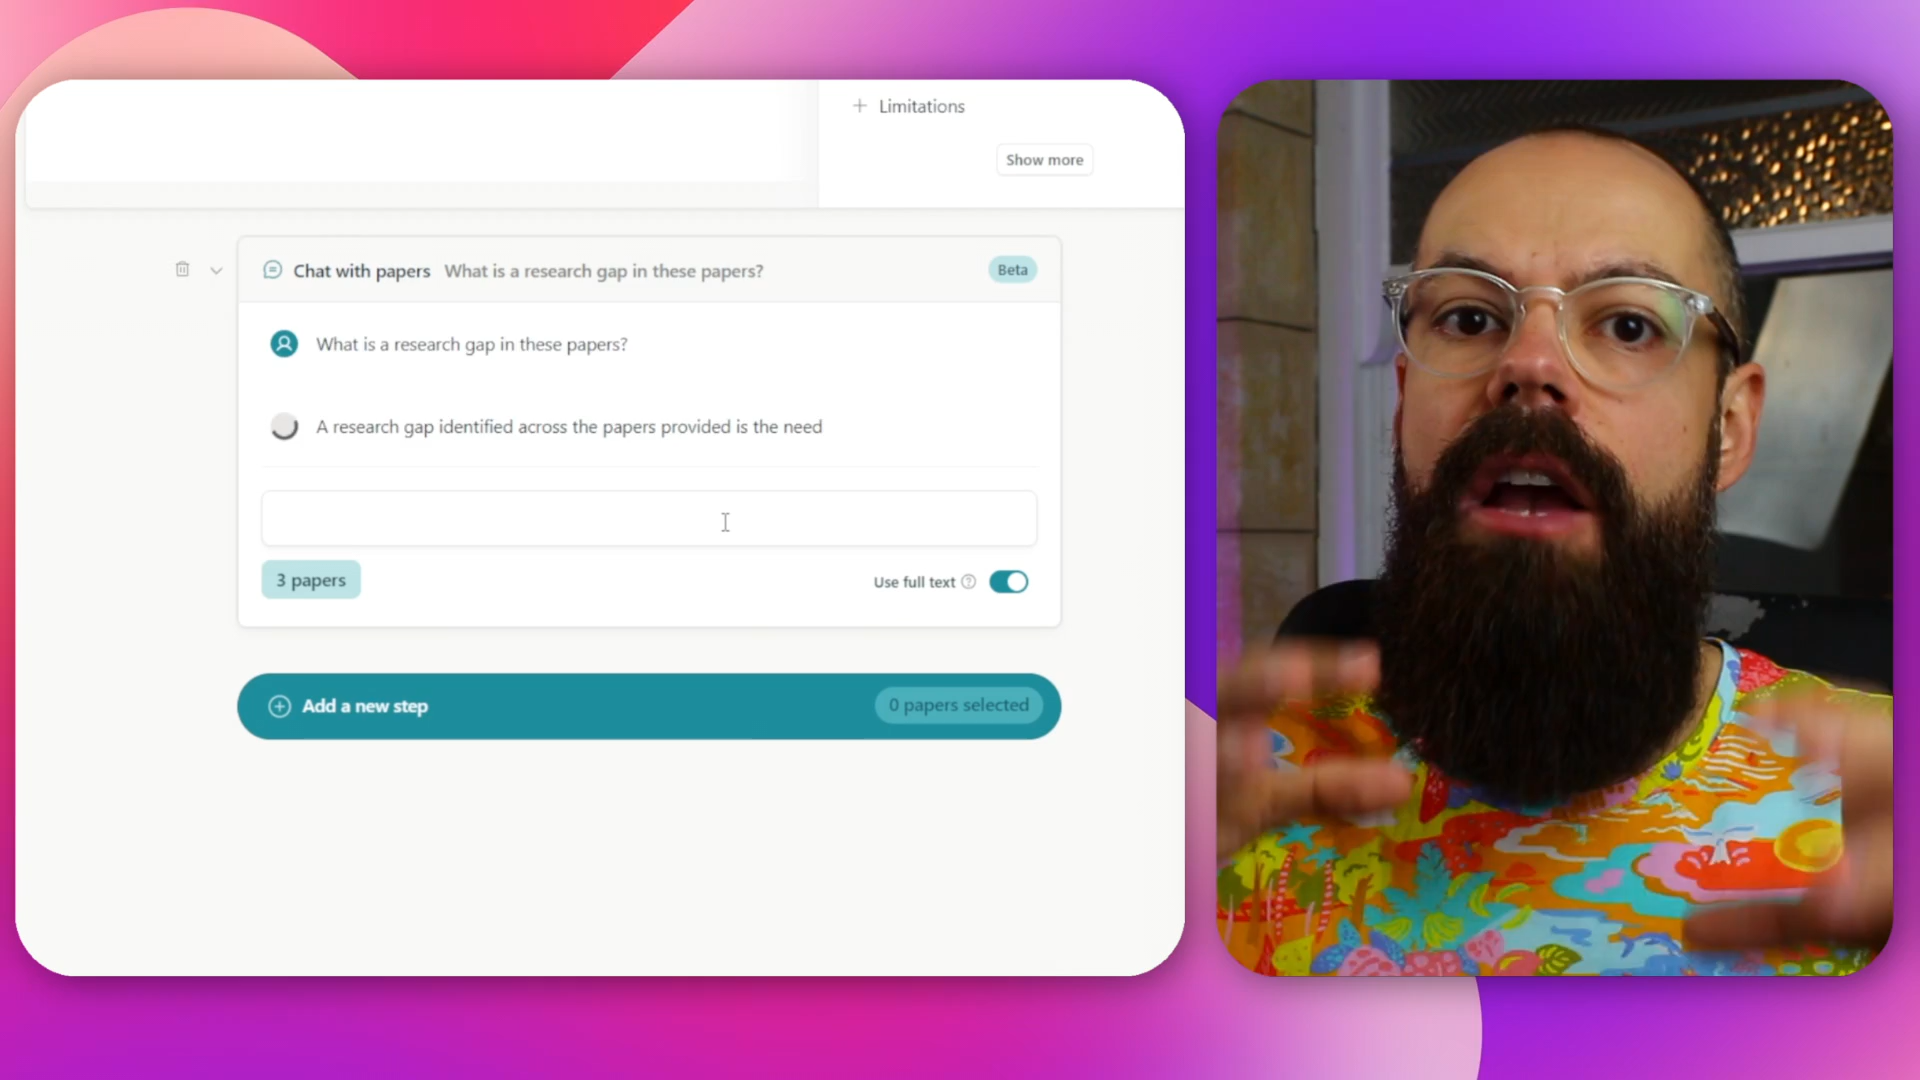 Limitations
Show more
Chat with papers What is a research gap in these papers? Beta
What is a research gap in these papers?
A research gap identified across the papers provided is the need
3 papers
Use full text
Add a new step
0 papers selected